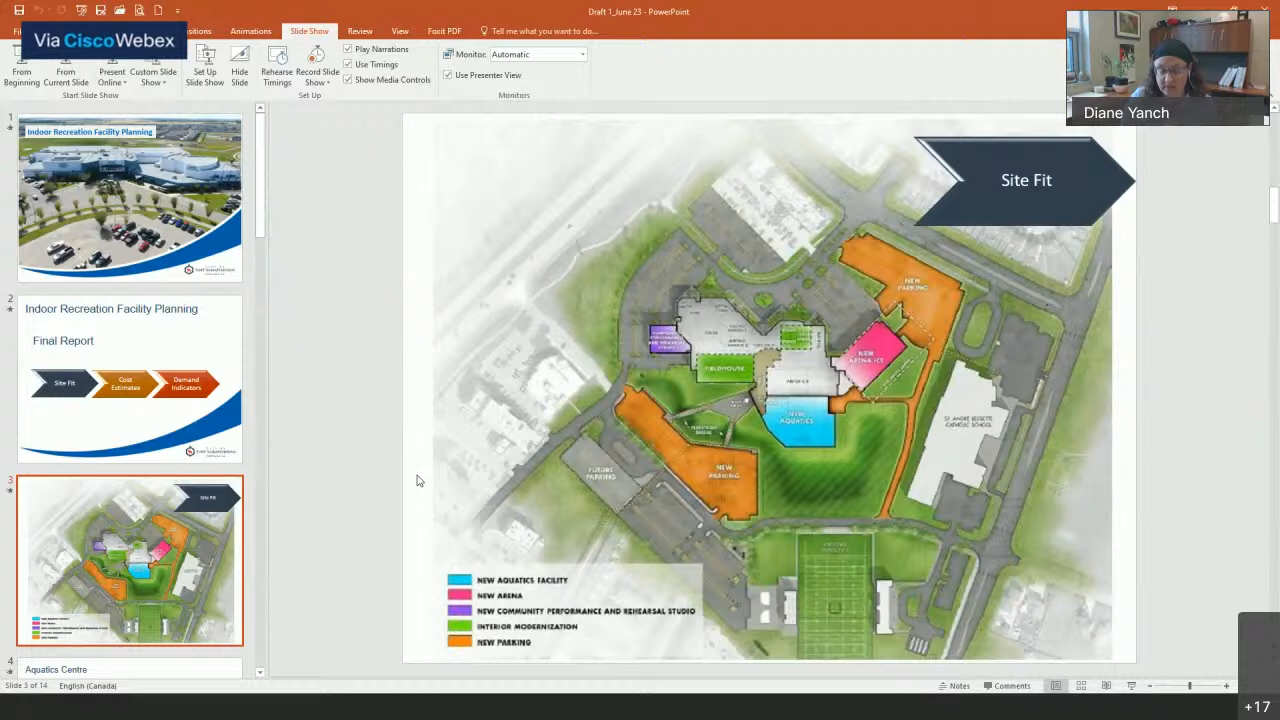 Draft 1_June 23 - PowerPoint
Via CiscoWebex
Animations
Slide Show
Review
View
Foxit PDF
Tell me what you want to do...
From Beginning
From Current Slide
Present Online
Custom Slide Show
Set Up Slide Show
Hide Slide
Rehearse Timings
Record Slide Show
Play Narrations
Use Timings
Show Media Controls
Monitor: Automatic
Use Presenter View
Start Slide Show
Set Up
Monitors
Diane Yanch
1
Indoor Recreation Facility Planning
2
Indoor Recreation Facility Planning
Final Report
Site Fit
Cost Estimates
Demand Indicators
3
Site Fit
4
Aquatics Centre
Site Fit
NEW PARKING
NEW ARENA ICE
FIELDHOUSE
ARENA ICE
NEW AQUATICS
ST ANDRE BESSETTE CATHOLIC SCHOOL
FUTURE PARKING
NEW PARKING
NEW AQUATICS FACILITY
NEW ARENA
NEW COMMUNITY PERFORMANCE AND REHEARSAL STUDIO
INTERIOR MODERNIZATION
NEW PARKING
Slide 3 of 14
English (Canada)
Notes
Comments
+17